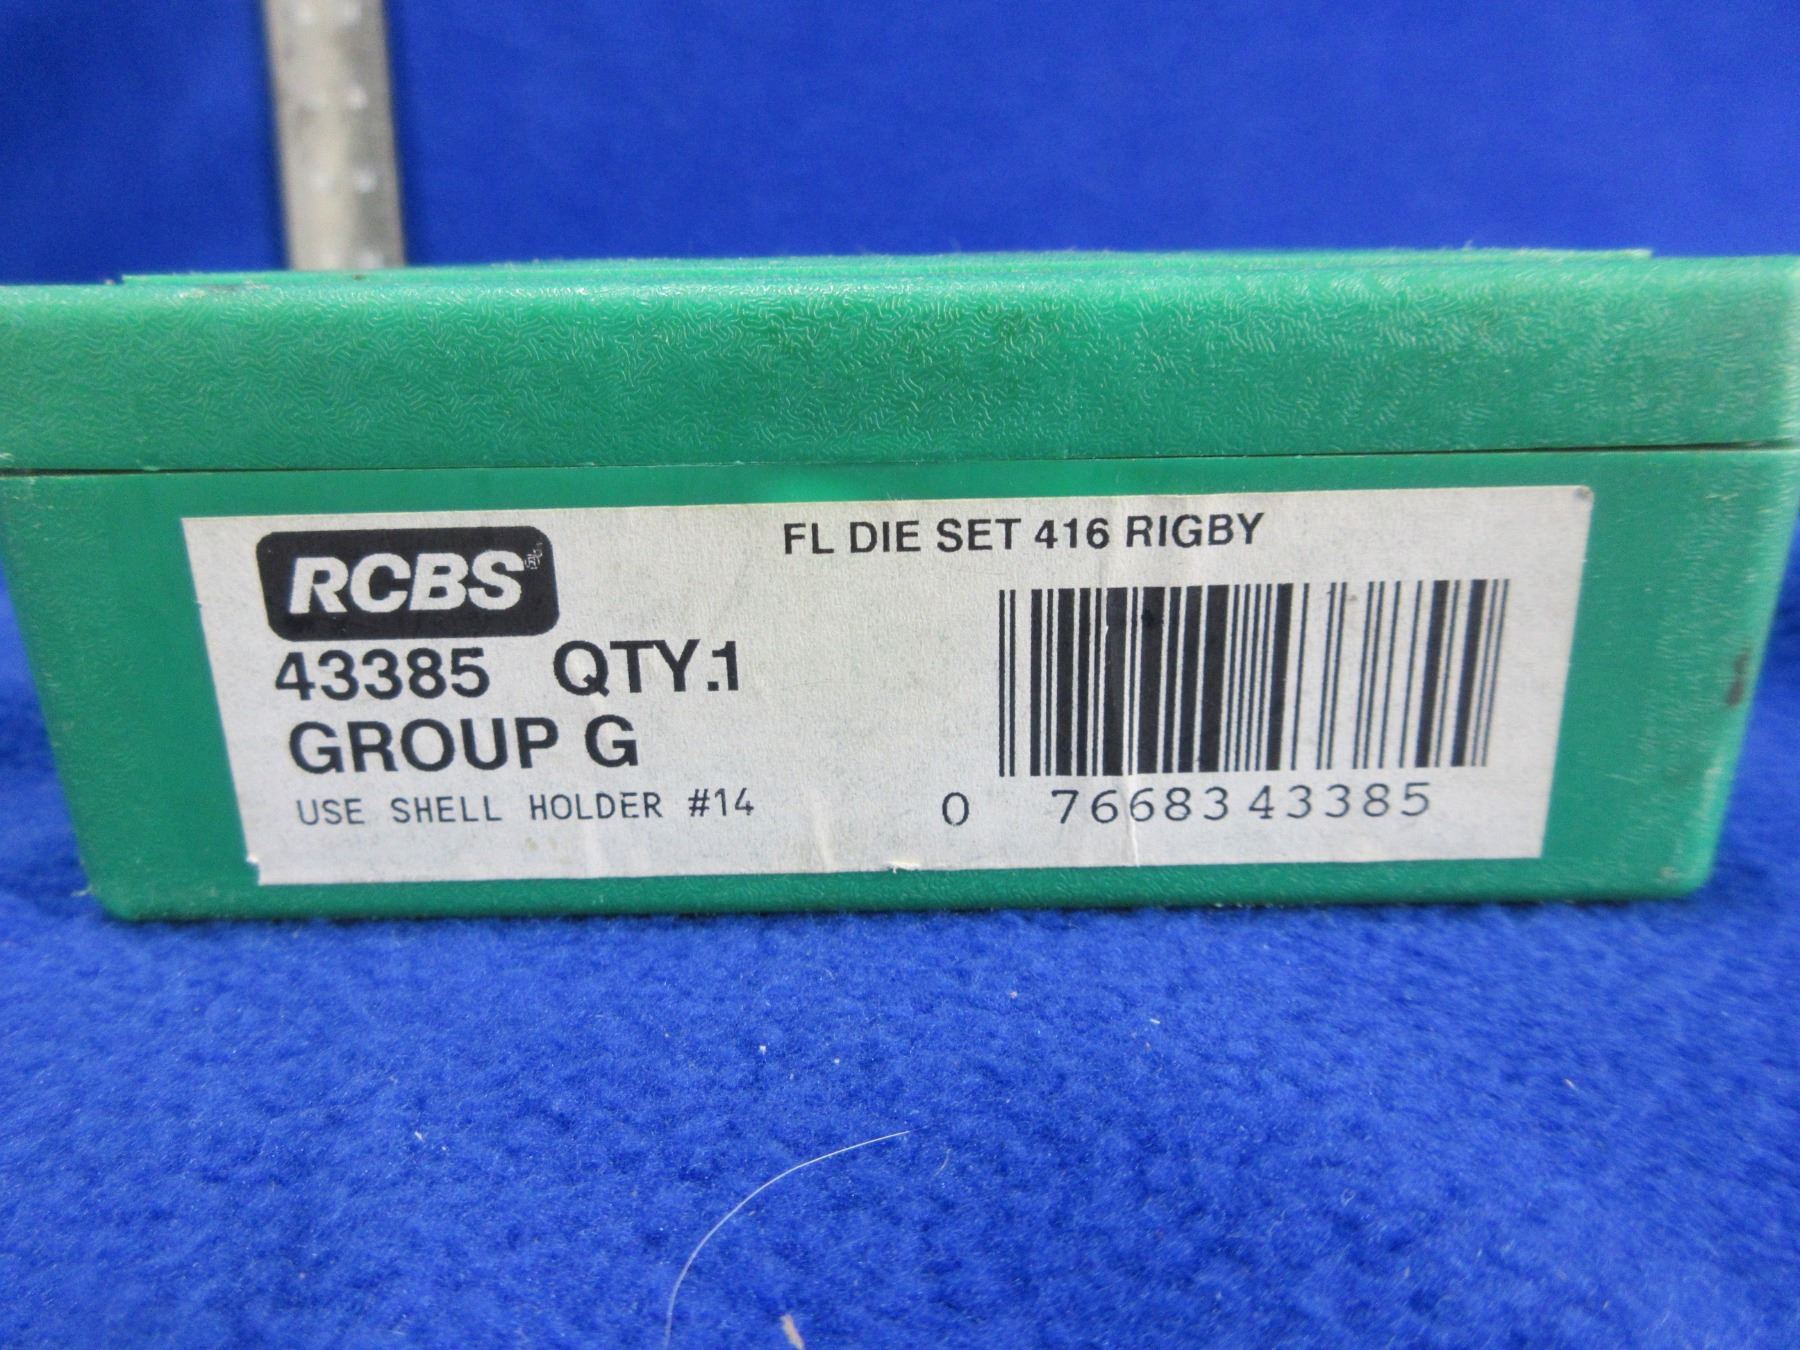 FL DIE SET 416 RIGBY
RCBS®
43385 QTY.1
GROUP G
USE SHELL HOLDER #14
0 76683 43385